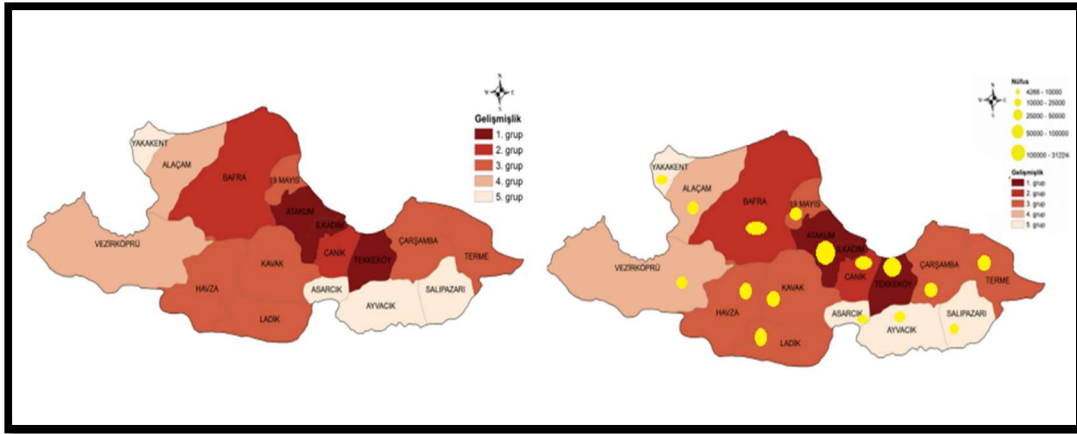 N
W E
S
Gelişmişlik
1. grup
2. grup
3. grup
4. grup
5. grup
YAKAKENT
ALAÇAM
BAFRA
19 MAYIS
ATAKUM
İLKADIM
VEZİRKÖPRÜ
CANİK
TEKKEKÖY
ÇARŞAMBA
TERME
KAVAK
HAVZA
ASARCIK
SALIPAZARI
AYVACIK
LADİK
Nüfus
4266 - 10000
10000 - 25000
25000 - 50000
50000 - 100000
100000 - 31224
N
W E
S
Gelişmişlik
1. grup
2. grup
3. grup
4. grup
5. grup
YAKAKENT
ALAÇAM
BAFRA
19 MAYIS
ATAKUM
İLKADIM
VEZİRKÖPRÜ
CANİK
TEKKEKÖY
ÇARŞAMBA
TERME
KAVAK
HAVZA
ASARCIK
SALIPAZARI
AYVACIK
LADİK